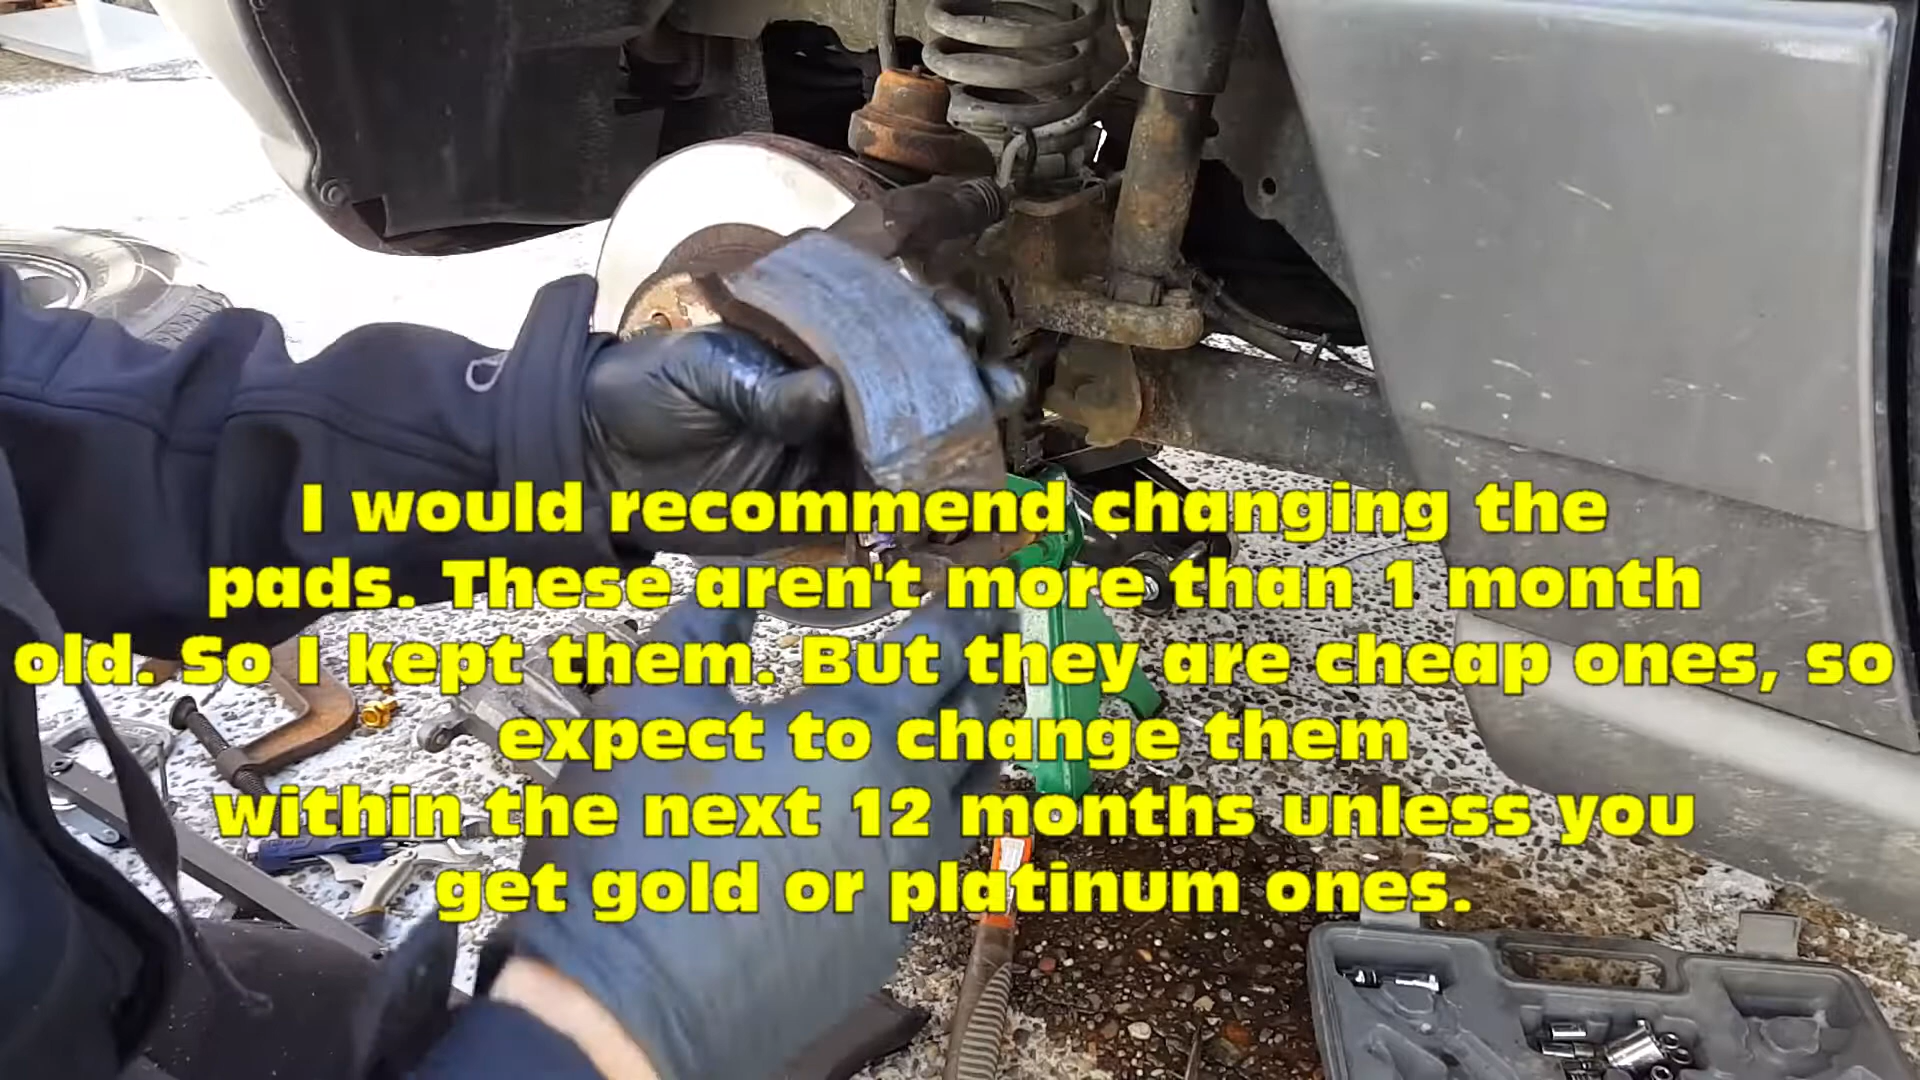 I would recommend changing the
pads. These aren't more than 1 month
old. So I kept them. But they are cheap ones, so
expect to change them
within the next 12 months unless you
get gold or platinum ones.